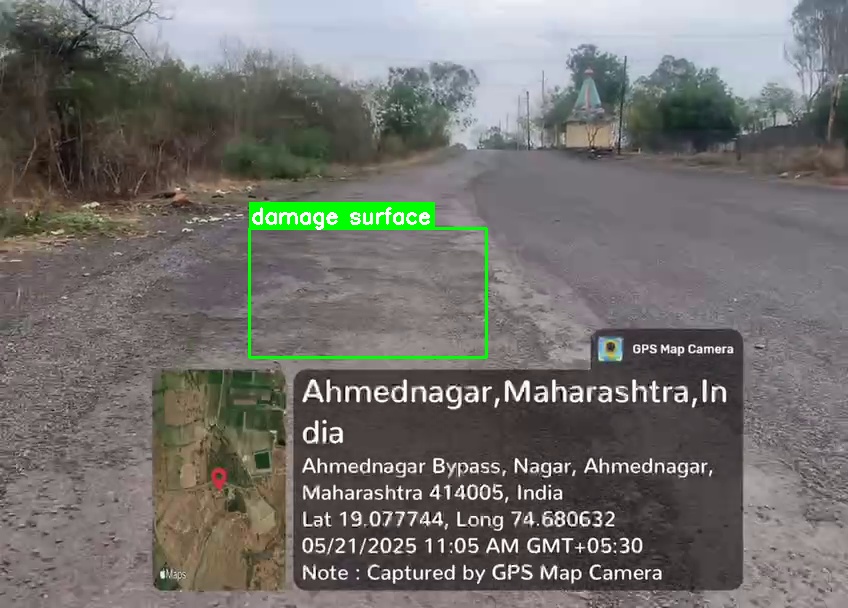 damage surface
GPS Map Camera
Ahmednagar,Maharashtra,In
dia
Ahmednagar Bypass, Nagar, Ahmednagar,
Maharashtra 414005, India
Lat 19.077744, Long 74.680632
05/21/2025 11:05 AM GMT+05:30
Note : Captured by GPS Map Camera
Maps